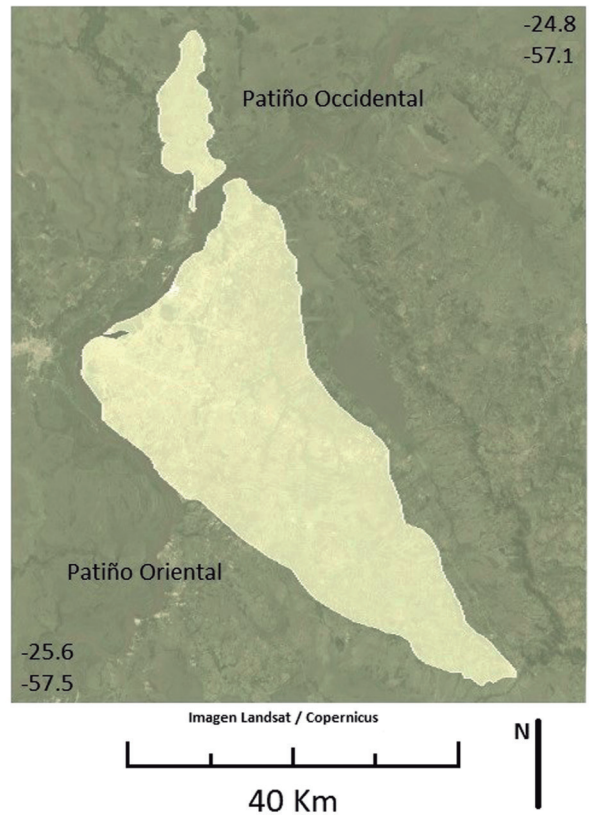 -24.8
-57.1
Patiño Occidental
Patiño Oriental
-25.6
-57.5
Imagen Landsat / Copernicus
N
40 Km